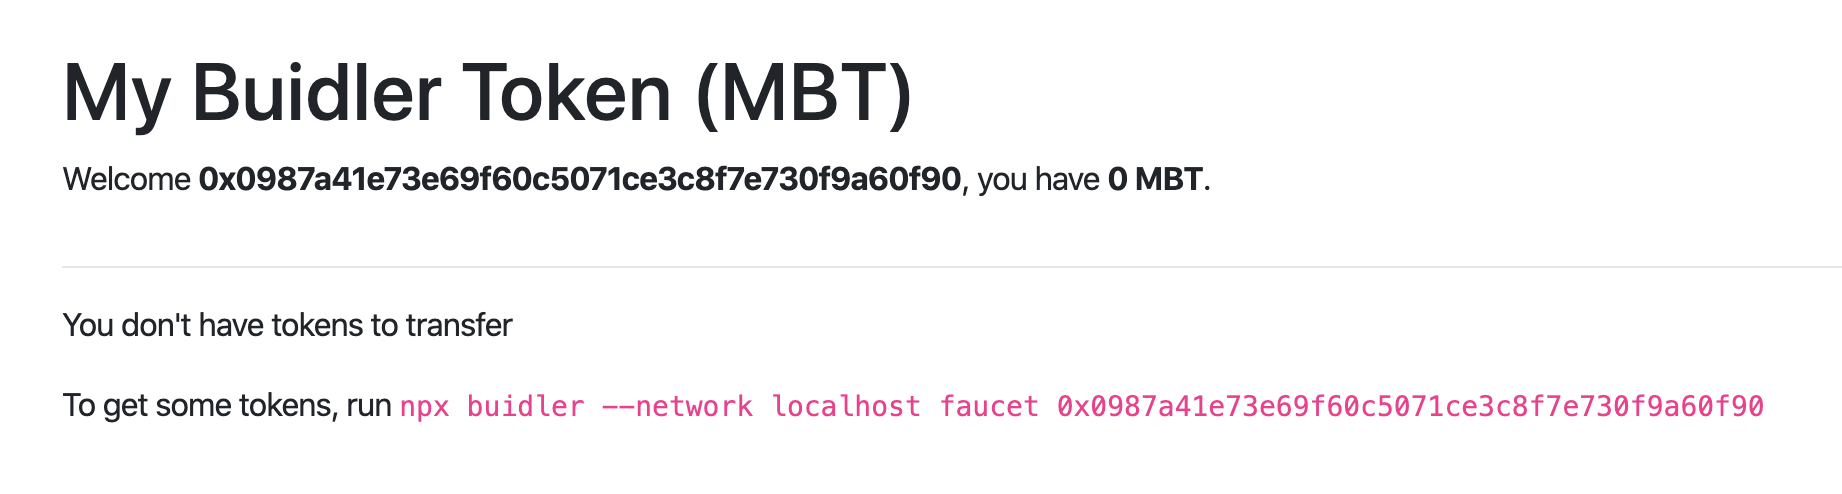 My Buidler Token (MBT)
Welcome 0x0987a41e73e69f60c5071ce3c8f7e730f9a60f90, you have 0 MBT.
You don't have tokens to transfer
To get some tokens, run npx buidler --network localhost faucet 0x0987a41e73e69f60c5071ce3c8f7e730f9a60f90